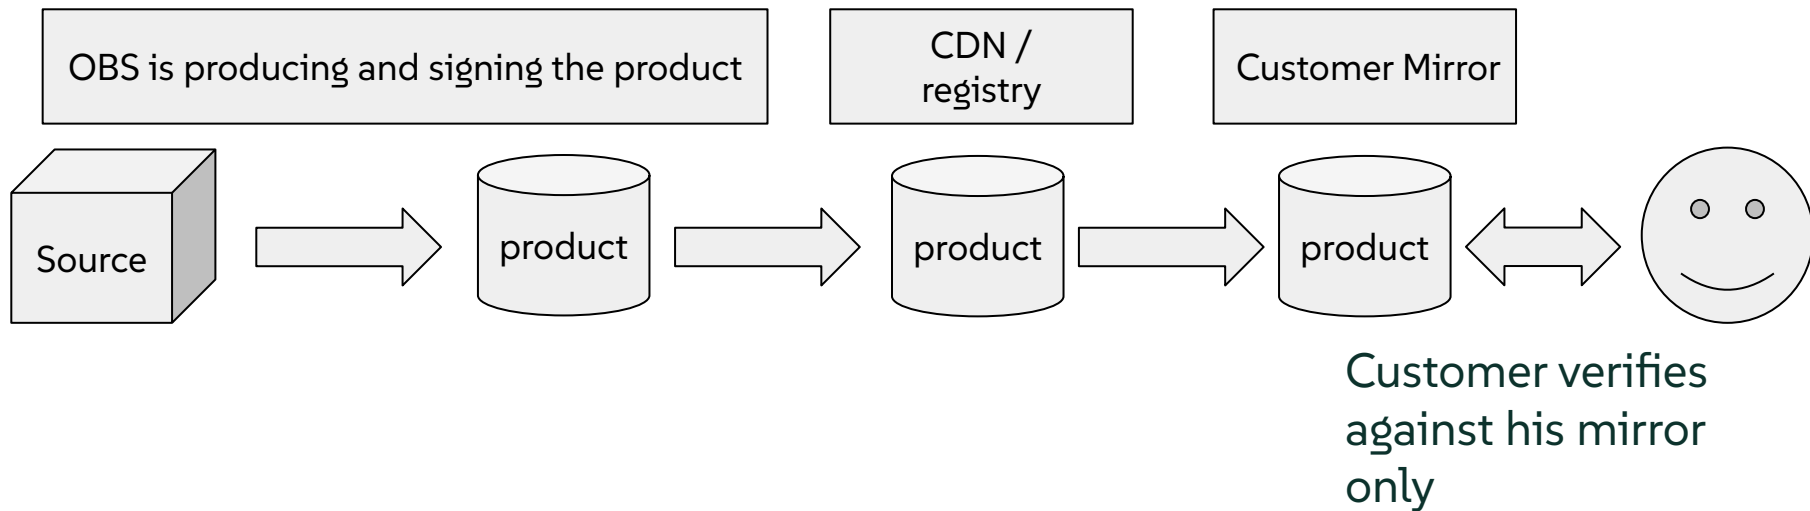 OBS is producing and signing the product
CDN /
registry
Customer Mirror
Source
product
product
product
Customer verifies
against his mirror
only